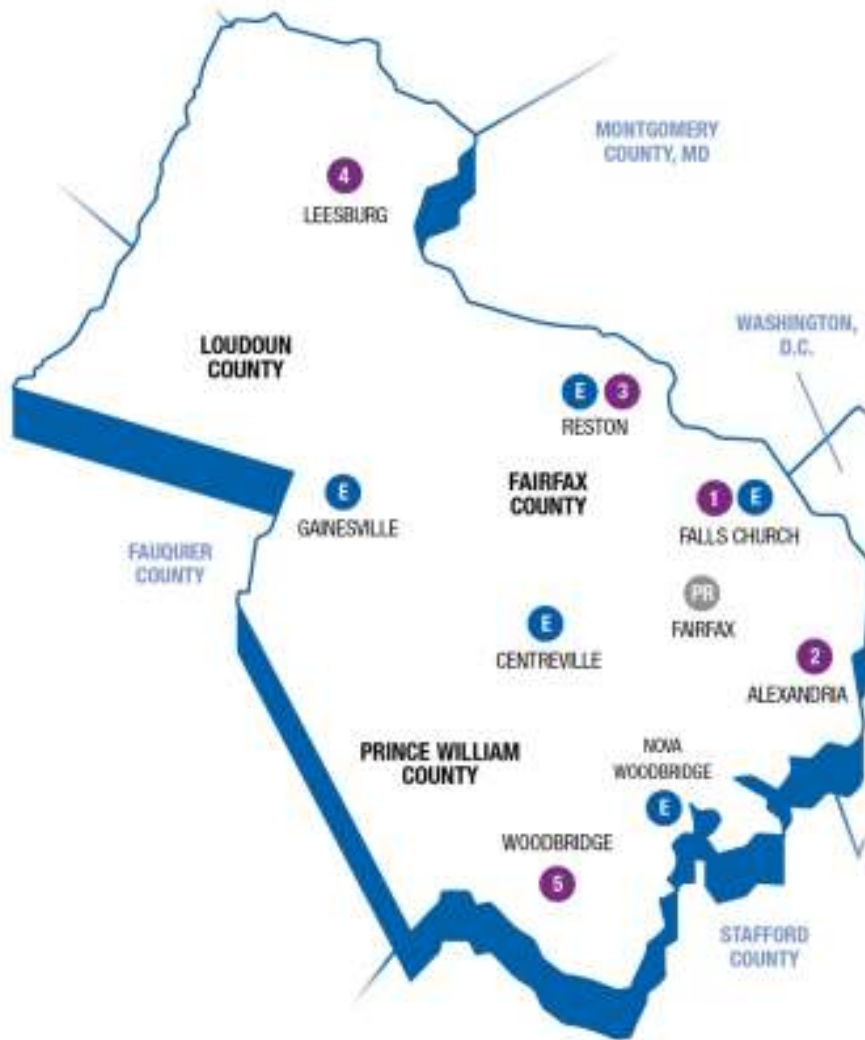 MONTGOMERY
COUNTY, MD
4
LEESBURG
WASHINGTON,
D.C.
LOUDOUN
COUNTY
E 3
RESTON
FAIRFAX
COUNTY
E
GAINESVILLE
1 E
FALLS CHURCH
FAUQUIER
COUNTY
PR
FAIRFAX
E
CENTREVILLE
2
ALEXANDRIA
PRINCE WILLIAM
COUNTY
NOVA
WOODBRIDGE
E
WOODBRIDGE
5
STAFFORD
COUNTY